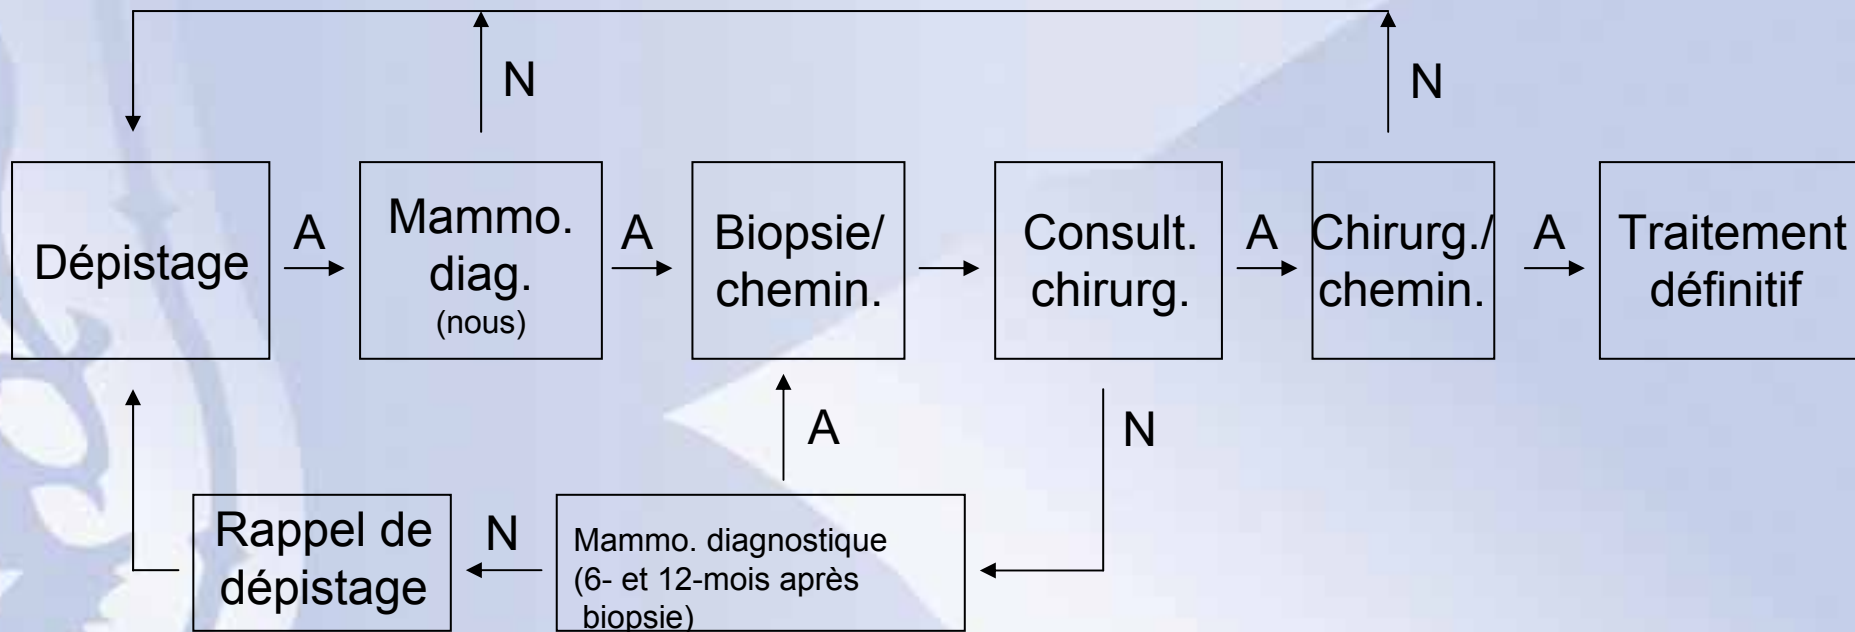 N
N
Dépistage
A
Mammo.
diag.
(nous)
A
Biopsie/
chemin.
Consult.
chirurg.
A
Chirurg./
chemin.
A
Traitement
définitif
A
N
Rappel de
dépistage
N
Mammo. diagnostique
(6- et 12-mois après
biopsie)